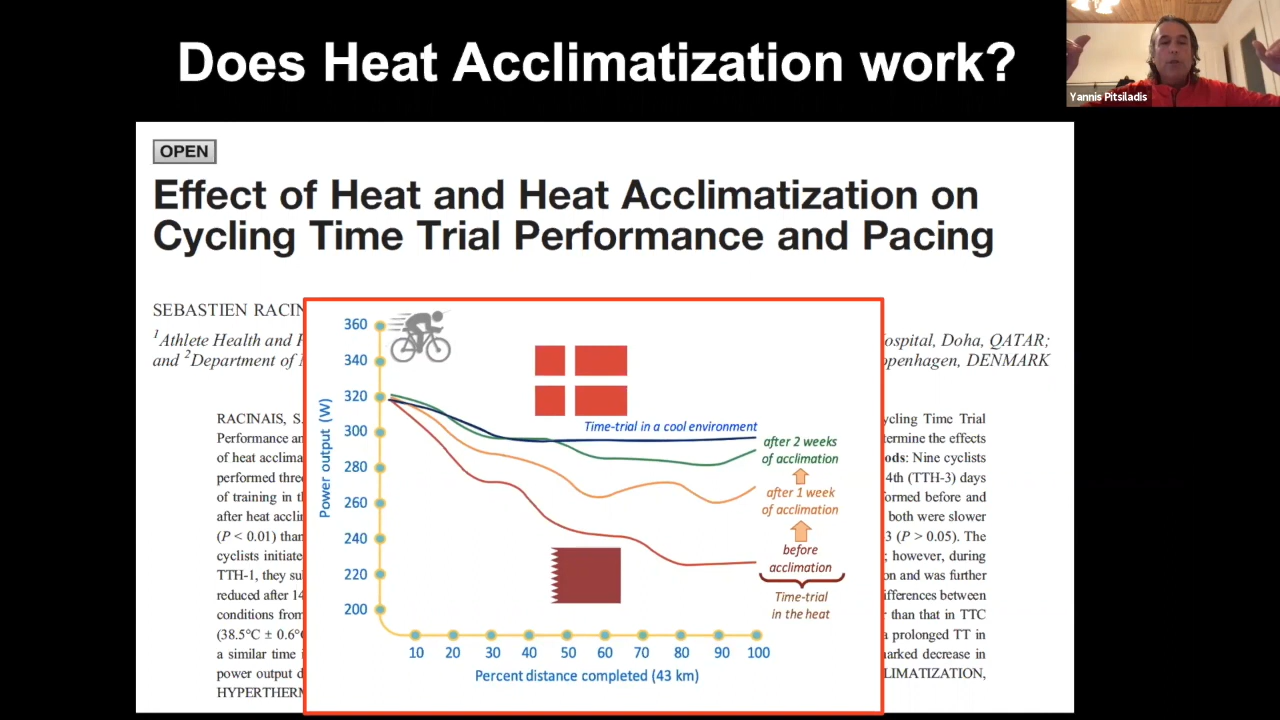 Does Heat Acclimatization work?
Yannis Pitsiladis
OPEN
Effect of Heat and Heat Acclimatization on
Cycling Time Trial Performance and Pacing
SEBASTIEN RACIN
1Athlete Health and
ospital, Doha, QATAR;
and 2Department of
openhagen, DENMARK
RACINAIS, S.
ycling Time Trial
Performance an
termine the effects
of heat acclima
ods: Nine cyclists
performed three
4th (TTH-3) days
of training in th
formed before and
after heat acclin
both were slower
(P < 0.01) than
3 (P > 0.05). The
cyclists initiate
; however, during
TTH-1, they su
on and was further
reduced after 14
ifferences between
conditions from
r than that in TTC
(38.5°C ± 0.6°C
a prolonged TT in
a similar time i
arked decrease in
power output d
LIMATIZATION,
HYPERTHERM
360
340
320
300
280
260
240
220
200
Power output (W)
Time-trial in a cool environment
after 2 weeks
of acclimation
after 1 week
of acclimation
before
acclimation
Time-trial
in the heat
10 20 30 40 50 60 70 80 90 100
Percent distance completed (43 km)